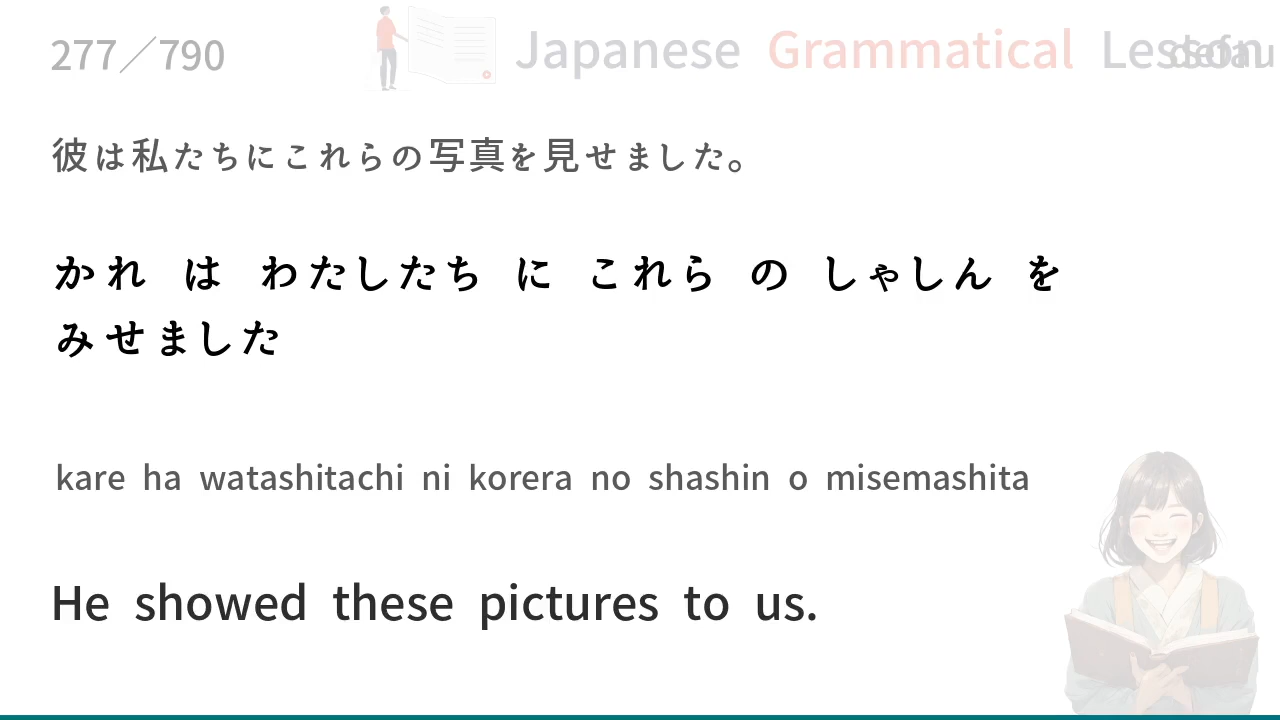 277／790
Japanese Grammatical Lesson
defau
彼は私たちにこれらの写真を見せました。
かれ は わたしたち に これら の しゃしん を
みせました
kare ha watashitachi ni korera no shashin o misemashita
He showed these pictures to us.